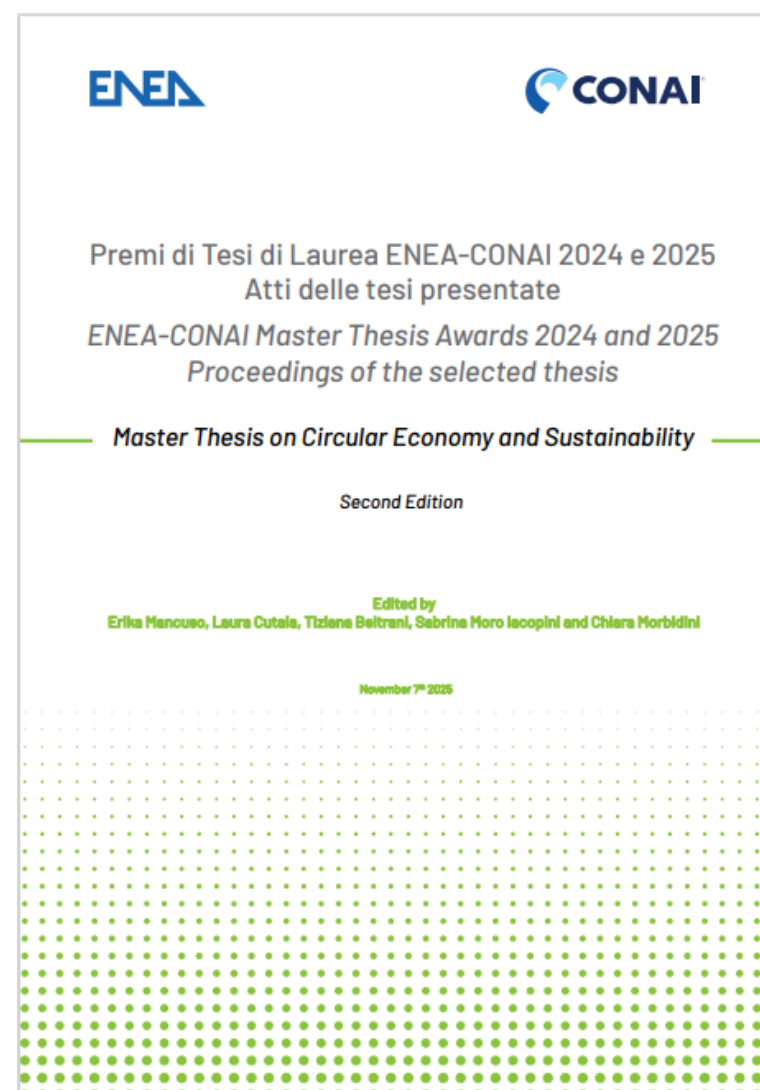 ENEA
CONAI
Premi di Tesi di Laurea ENEA-CONAI 2024 e 2025
Atti delle tesi presentate
ENEA-CONAI Master Thesis Awards 2024 and 2025
Proceedings of the selected thesis
Master Thesis on Circular Economy and Sustainability
Second Edition
Edited by
Erika Mancuso, Laura Cutaia, Tiziana Beltrani, Sabrina Moro Iacopini and Chiara Morbidini
November 7th 2025